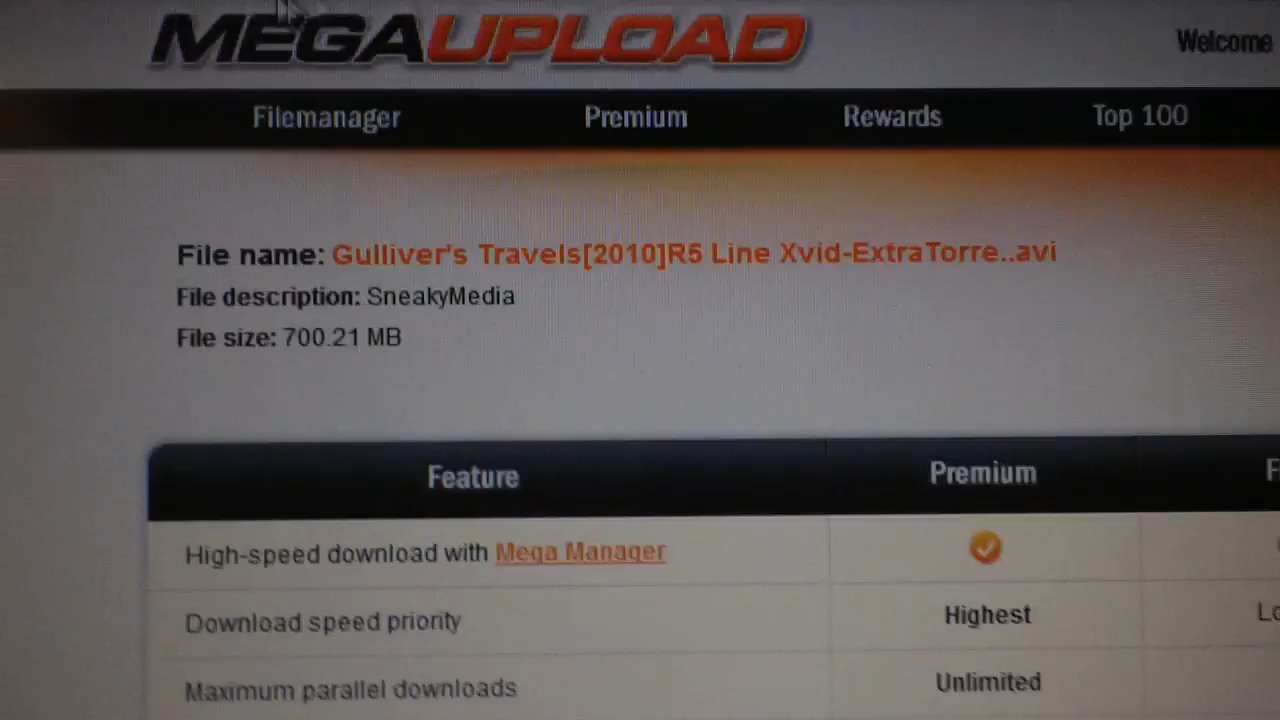 MEGAUPLOAD
Welcome
Filemanager Premium Rewards Top 100
File name: Gulliver's Travels[2010]R5 Line Xvid-ExtraTorre..avi
File description: SneakyMedia
File size: 700.21 MB
Feature Premium
High-speed download with Mega Manager
Download speed priority Highest
Maximum parallel downloads Unlimited